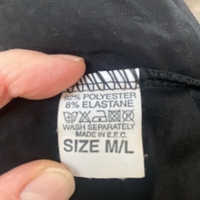 92% POLYESTER
8% ELASTANE
WASH SEPARATELY
MADE IN E.E.C.
SIZE M/L